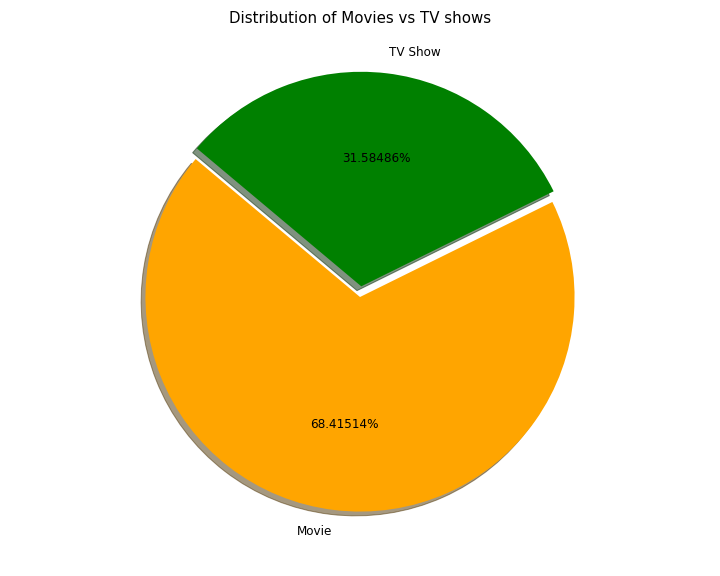 Distribution of Movies vs TV shows
TV Show
31.58486%
68.41514%
Movie